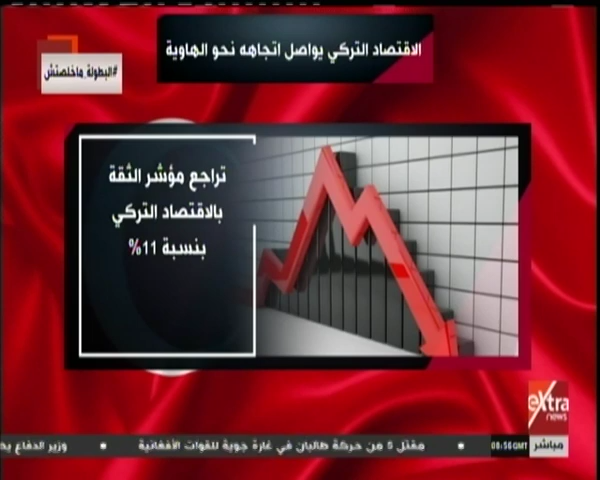 الاقتصاد التركي يواصل اتجاهه نحو الهاوية
#البطولة_ماخلصتش
تراجع مؤشر الثقة
بالاقتصاد التركي
بنسبة 11%
eXtra
news
مباشر
08:56 GMT
مقتل 5 من حركة طالبان في غارة جوية للقوات الأفغانية
وزير الدفاع